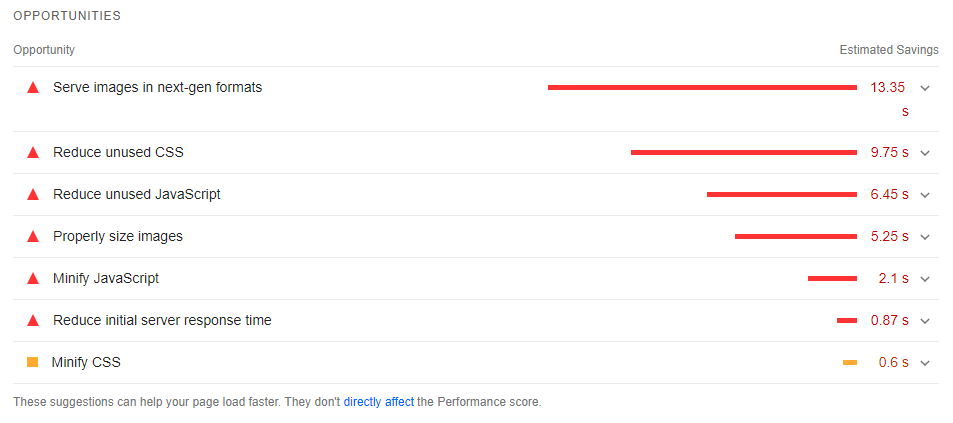 OPPORTUNITIES
Opportunity Estimated Savings
Serve images in next-gen formats 13.35
s
Reduce unused CSS 9.75 s
Reduce unused JavaScript 6.45 s
Properly size images 5.25 s
Minify JavaScript 2.1 s
Reduce initial server response time 0.87 s
Minify CSS 0.6 s
These suggestions can help your page load faster. They don't directly affect the Performance score.